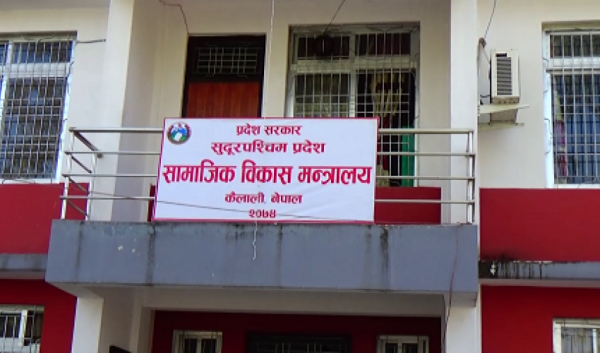 प्रदेश सरकार
सुदूरपश्चिम प्रदेश
सामाजिक विकास मन्त्रालय
कैलाली, नेपाल
२०७४